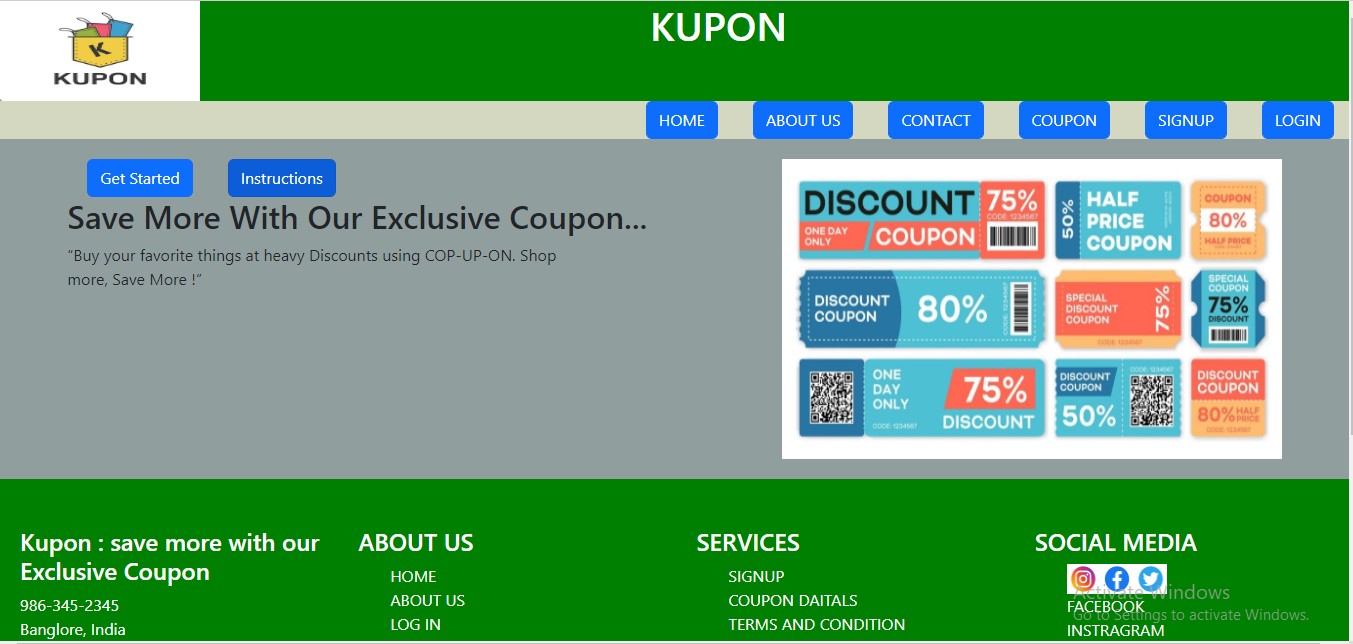 K
KUPON
KUPON
HOME
ABOUT US
CONTACT
COUPON
SIGNUP
LOGIN
Get Started
Instructions
Save More With Our Exclusive Coupon...
“Buy your favorite things at heavy Discounts using COP-UP-ON. Shop
more, Save More !”
DISCOUNT
ONE DAY
ONLY
COUPON
75%
CODE: 1234567
50%
HALF
PRICE
COUPON
COUPON
80%
HALF PRICE
DISCOUNT
COUPON
80%
CODE: 1234567
SPECIAL
DISCOUNT
COUPON
75%
CODE: 1234567
SPECIAL
COUPON
75%
DISCOUNT
ONE
DAY
ONLY
CODE: 1234567
75%
DISCOUNT
DISCOUNT
COUPON
50%
CODE: 1234567
DISCOUNT
COUPON
80% HALF
PRICE
CODE: 1234567
Kupon : save more with our
Exclusive Coupon
986-345-2345
Banglore, India
ABOUT US
HOME
ABOUT US
LOG IN
SERVICES
SIGNUP
COUPON DAITALS
TERMS AND CONDITION
SOCIAL MEDIA
FACEBOOK
INSTRAGRAM
Activate Windows
Go to Settings to activate Windows.